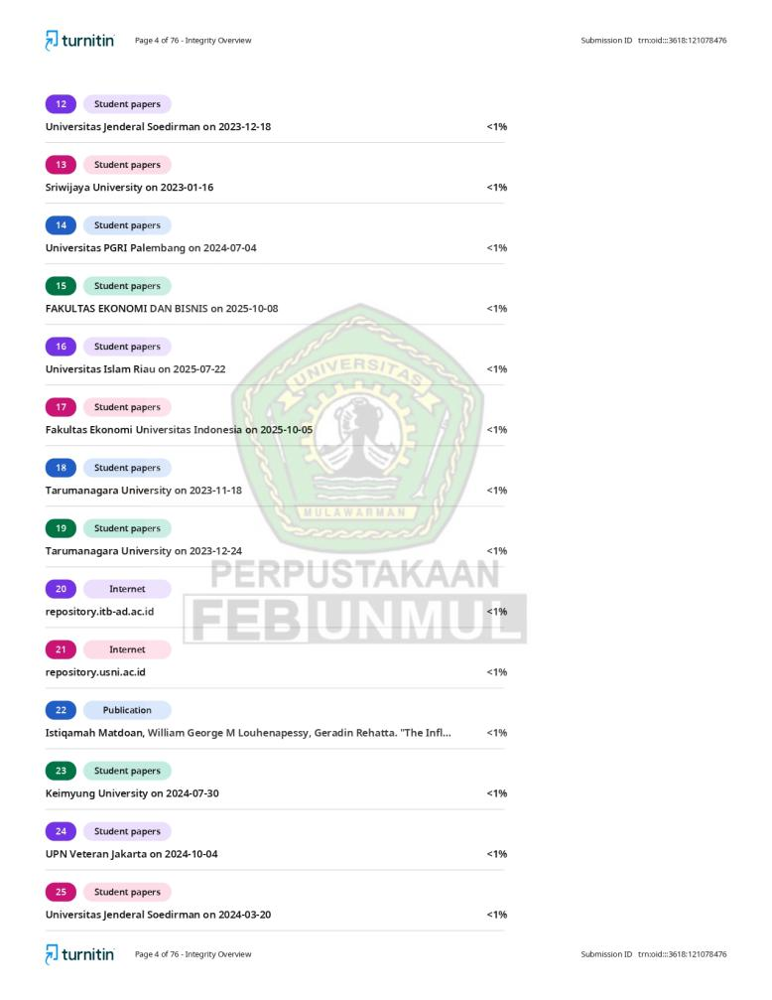 turnitin Page 4 of 76 - Integrity Overview Submission ID trn:oid:::3618:121078476
12 Student papers
Universitas Jenderal Soedirman on 2023-12-18 <1%
13 Student papers
Sriwijaya University on 2023-01-16 <1%
14 Student papers
Universitas PGRI Palembang on 2024-07-04 <1%
15 Student papers
FAKULTAS EKONOMI DAN BISNIS on 2025-10-08 <1%
16 Student papers
Universitas Islam Riau on 2025-07-22 <1%
17 Student papers
Fakultas Ekonomi Universitas Indonesia on 2025-10-05 <1%
18 Student papers
Tarumanagara University on 2023-11-18 <1%
19 Student papers
Tarumanagara University on 2023-12-24 <1%
20 Internet
repository.itb-ad.ac.id <1%
21 Internet
repository.usni.ac.id <1%
22 Publication
Istiqamah Matdoan, William George M Louhenapessy, Geradin Rehatta. "The Infl... <1%
23 Student papers
Keimyung University on 2024-07-30 <1%
24 Student papers
UPN Veteran Jakarta on 2024-10-04 <1%
25 Student papers
Universitas Jenderal Soedirman on 2024-03-20 <1%
UNIVERSITAS
MULAWARMAN
PERPUSTAKAAN
FEB UNMUL
turnitin Page 4 of 76 - Integrity Overview Submission ID trn:oid:::3618:121078476